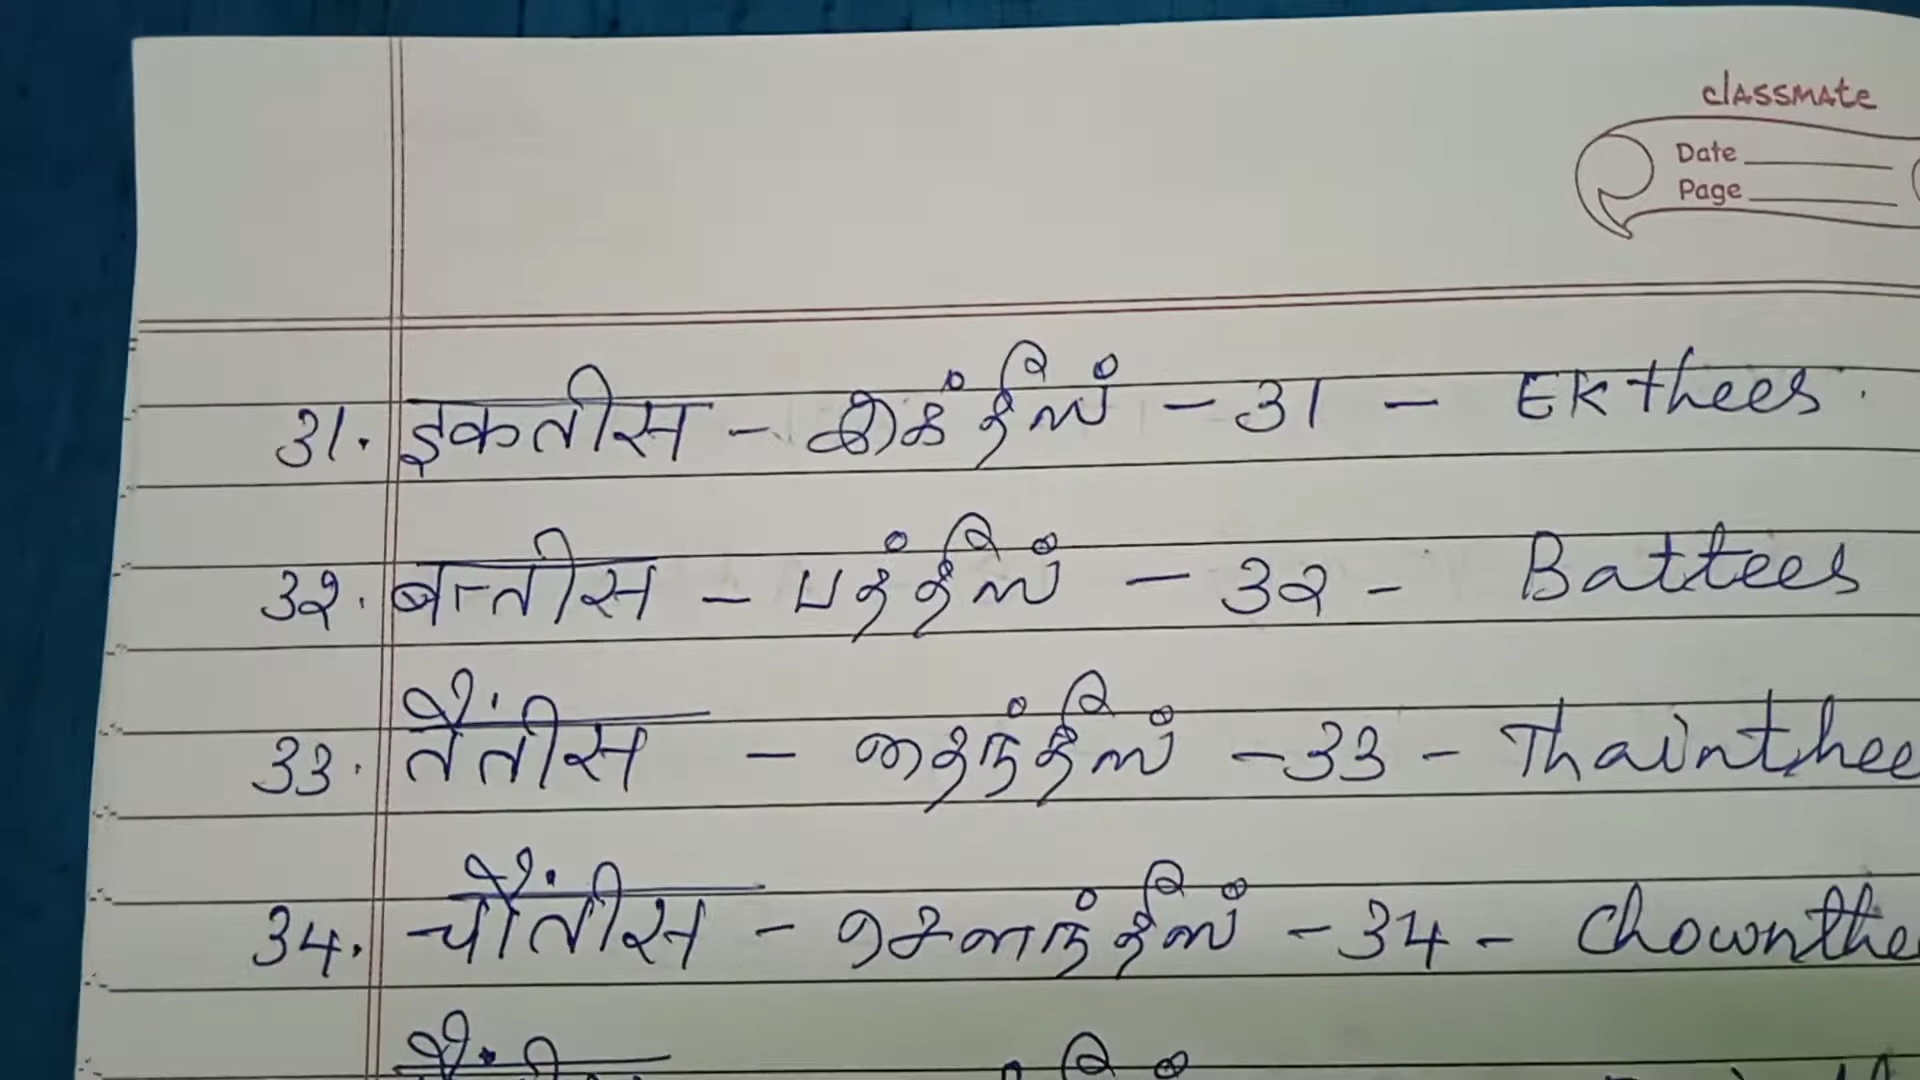 classmate
Date
Page
31. इकतीस - இக்தீஸ் - 31 - Ekthees.
32. बत्तीस - பத்தீஸ் - 32 - Battees
33. तैंतीस - தைந்தீஸ் - 33 - Thainthee
34. चौंतीस - சௌந்தீஸ் - 34 - Chownthe